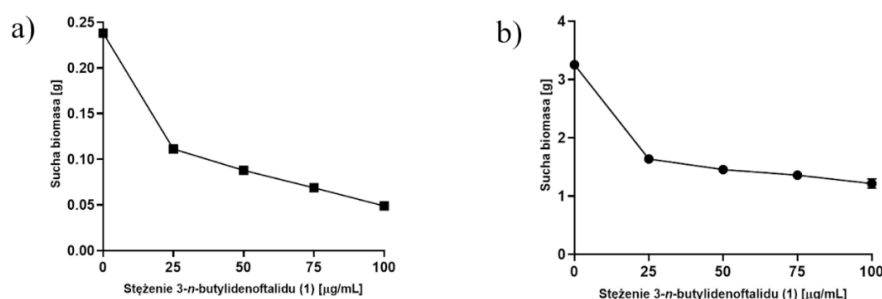 a)
0.25
0.20
0.15
0.10
0.05
0.00
Sucha biomasa [g]
0 25 50 75 100
Stężenie 3-n-butylidenoftalidu (1) [µg/mL]
b)
4
3
2
1
0
Sucha biomasa [g]
0 25 50 75 100
Stężenie 3-n-butylidenoftalidu (1) [µg/mL]